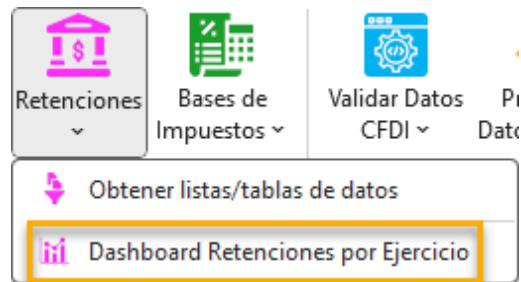 Retenciones
Bases de
Impuestos
Validar Datos
CFDI
Obtener listas/tablas de datos
Dashboard Retenciones por Ejercicio